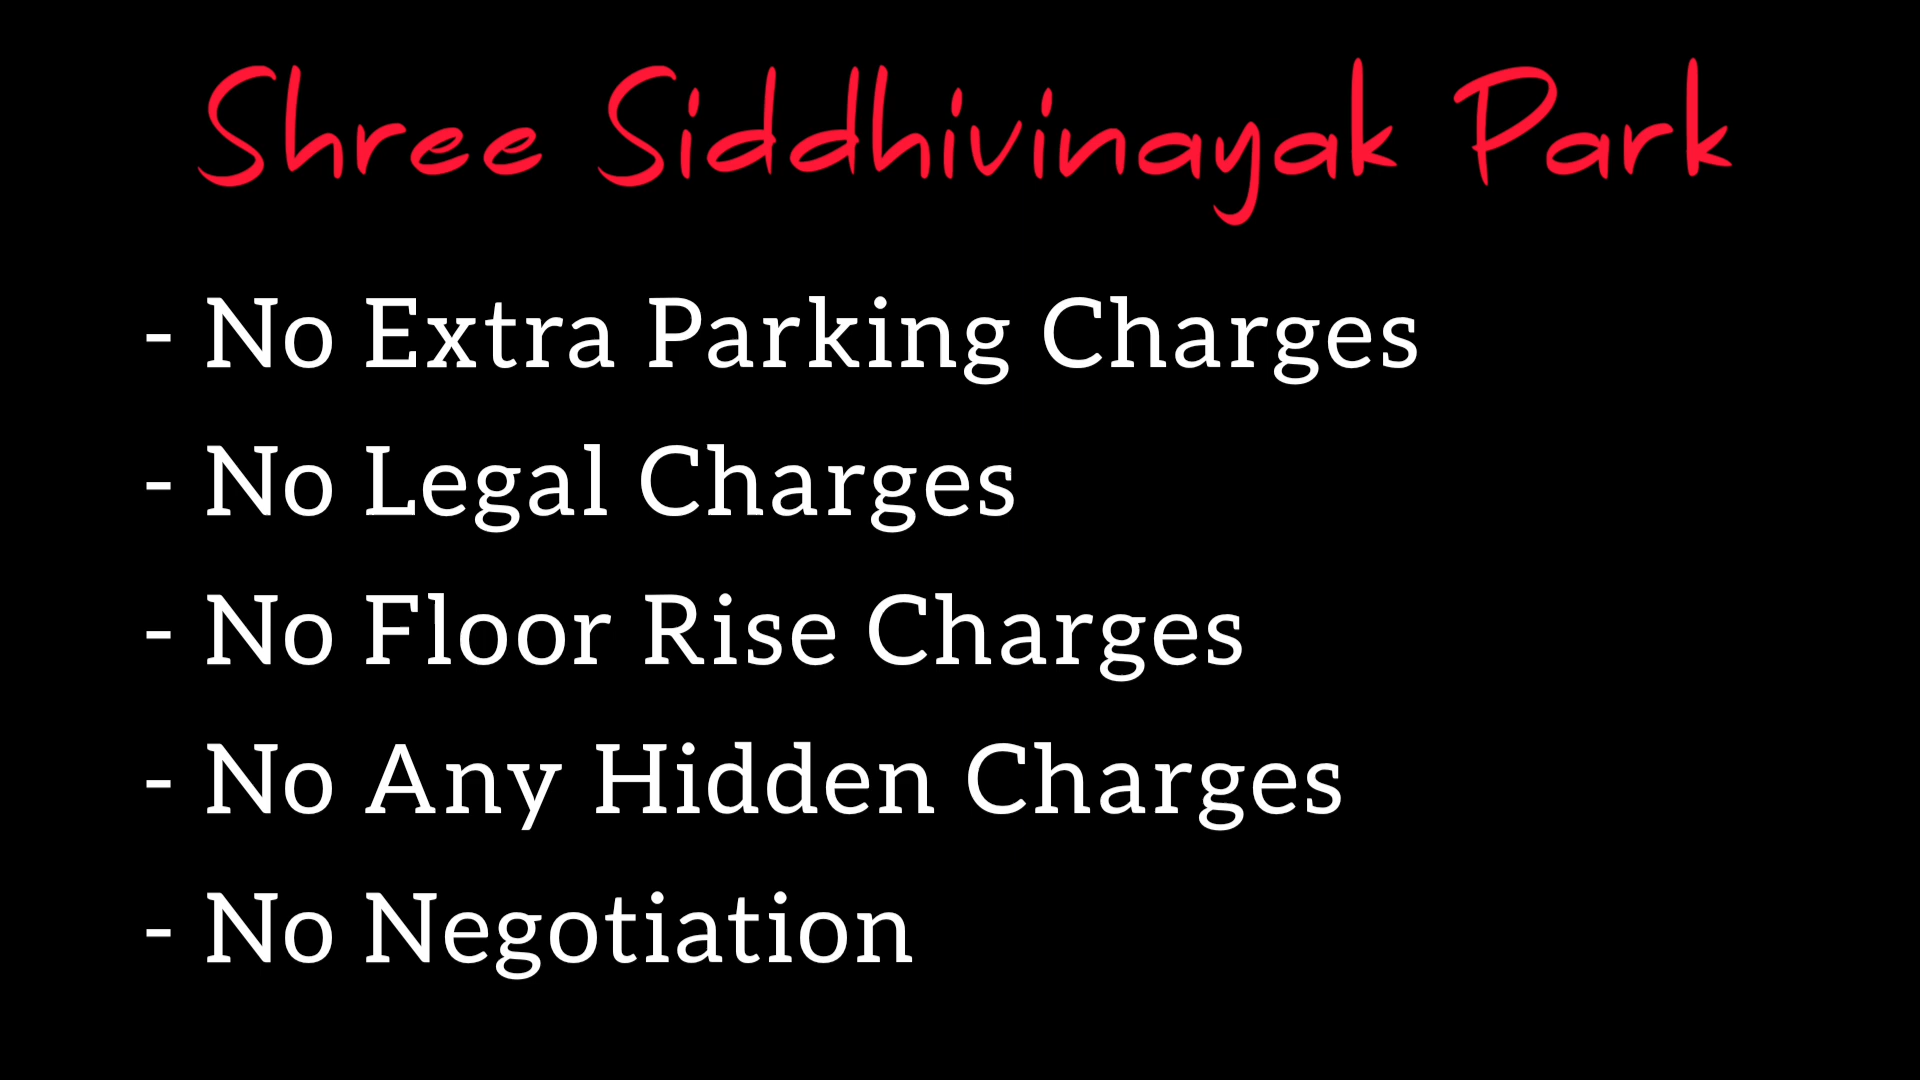 Shree Siddhivinayak Park
- No Extra Parking Charges
- No Legal Charges
- No Floor Rise Charges
- No Any Hidden Charges
- No Negotiation